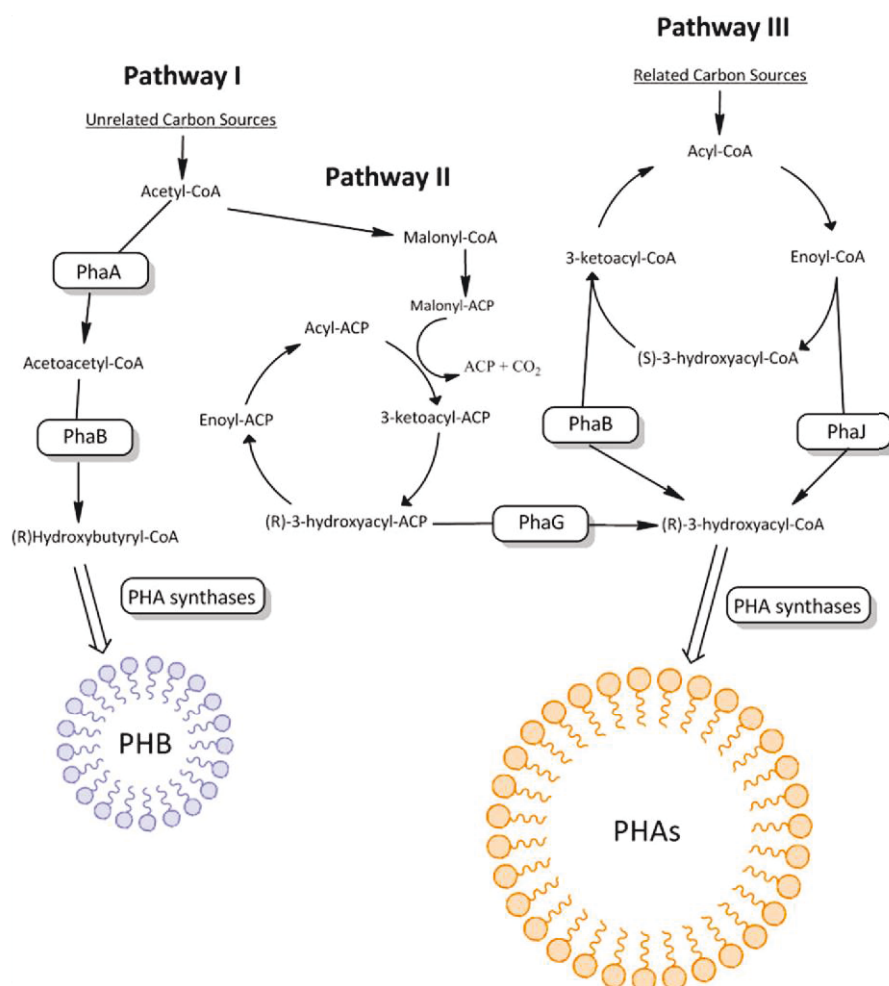 Pathway III
Related Carbon Sources
Pathway I
Unrelated Carbon Sources
Acyl-CoA
Pathway II
Acetyl-CoA
Malonyl-CoA
3-ketoacyl-CoA
Enoyl-CoA
PhaA
Malonyl-ACP
Acyl-ACP
Acetoacetyl-CoA
ACP + CO₂
(S)-3-hydroxyacyl-CoA
Enoyl-ACP
3-ketoacyl-ACP
PhaB
PhaB
PhaJ
(R)Hydroxybutyryl-CoA
(R)-3-hydroxyacyl-ACP
PhaG
(R)-3-hydroxyacyl-CoA
PHA synthases
PHA synthases
PHB
PHAs